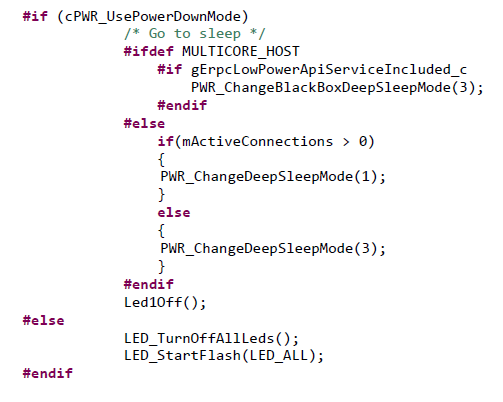 #if (cPWR_UsePowerDownMode)
/* Go to sleep */
#ifdef MULTICORE_HOST
#if gErpcLowPowerApiServiceIncluded_c
PWR_ChangeBlackBoxDeepSleepMode(3);
#endif
#else
if(mActiveConnections > 0)
{
PWR_ChangeDeepSleepMode(1);
}
else
{
PWR_ChangeDeepSleepMode(3);
}
#endif
Led1Off();
#else
LED_TurnOffAllLeds();
LED_StartFlash(LED_ALL);
#endif